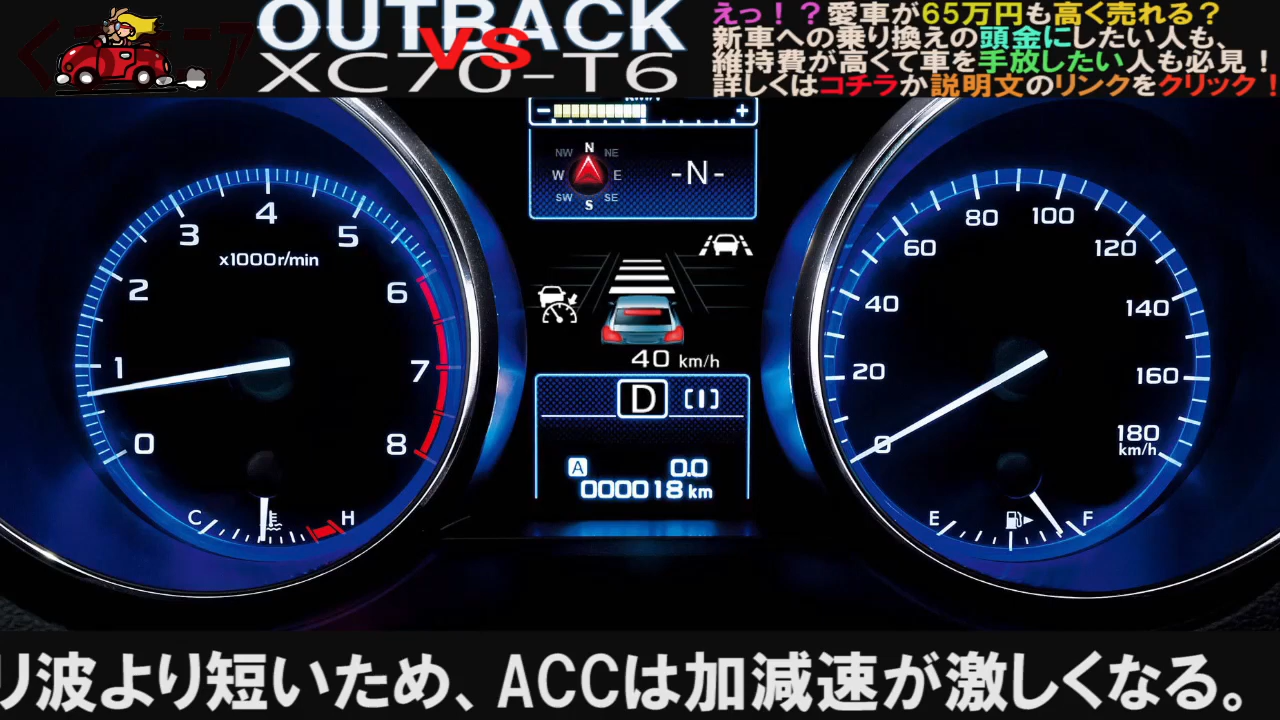 くるまにあ
OUTBACK
VS
XC70-T6
えっ！？愛車が65万円も高く売れる？
新車への乗り換えの頭金にしたい人も、
維持費が高くて車を手放したい人も必見！
詳しくはコチラか説明文のリンクをクリック！
km/h
- +
NW N NE
W E
SW S SE
-N-
40 km/h
D [I]
A 0.0
000018 km
0 1 2 3 4 5 6 7 8
x1000r/min
C H
0 20 40 60 80 100 120 140 160 180
km/h
E F
リ波より短いため、ACCは加減速が激しくなる。